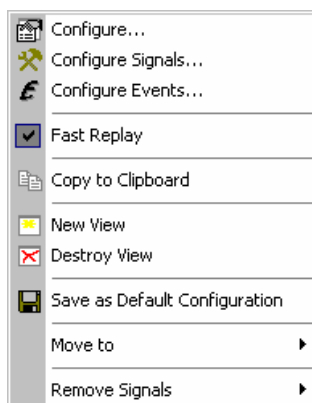 Configure...
Configure Signals...
Configure Events...
Fast Replay
Copy to Clipboard
New View
Destroy View
Save as Default Configuration
Move to
Remove Signals